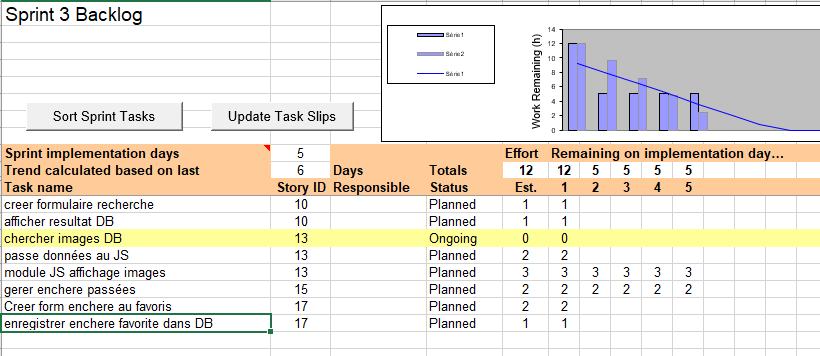 Sprint 3 Backlog
Série1
Série2
Série1
Work Remaining (h)
14
12
10
8
6
4
2
0
Sort Sprint Tasks
Update Task Slips
Sprint implementation days 5 Effort Remaining on implementation day…
Trend calculated based on last 6 Days Totals 12 12 5 5 5 5
Task name Story ID Responsible Status Est. 1 2 3 4 5
creer formulaire recherche 10 Planned 1 1
afficher resultat DB 10 Planned 1 1
chercher images DB 13 Ongoing 0 0
passe données au JS 13 Planned 2 2
module JS affichage images 13 Planned 3 3 3 3 3 3
gerer enchere passées 15 Planned 2 2 2 2 2 2
Creer form enchere au favoris 17 Planned 2 2
enregistrer enchere favorite dans DB 17 Planned 1 1